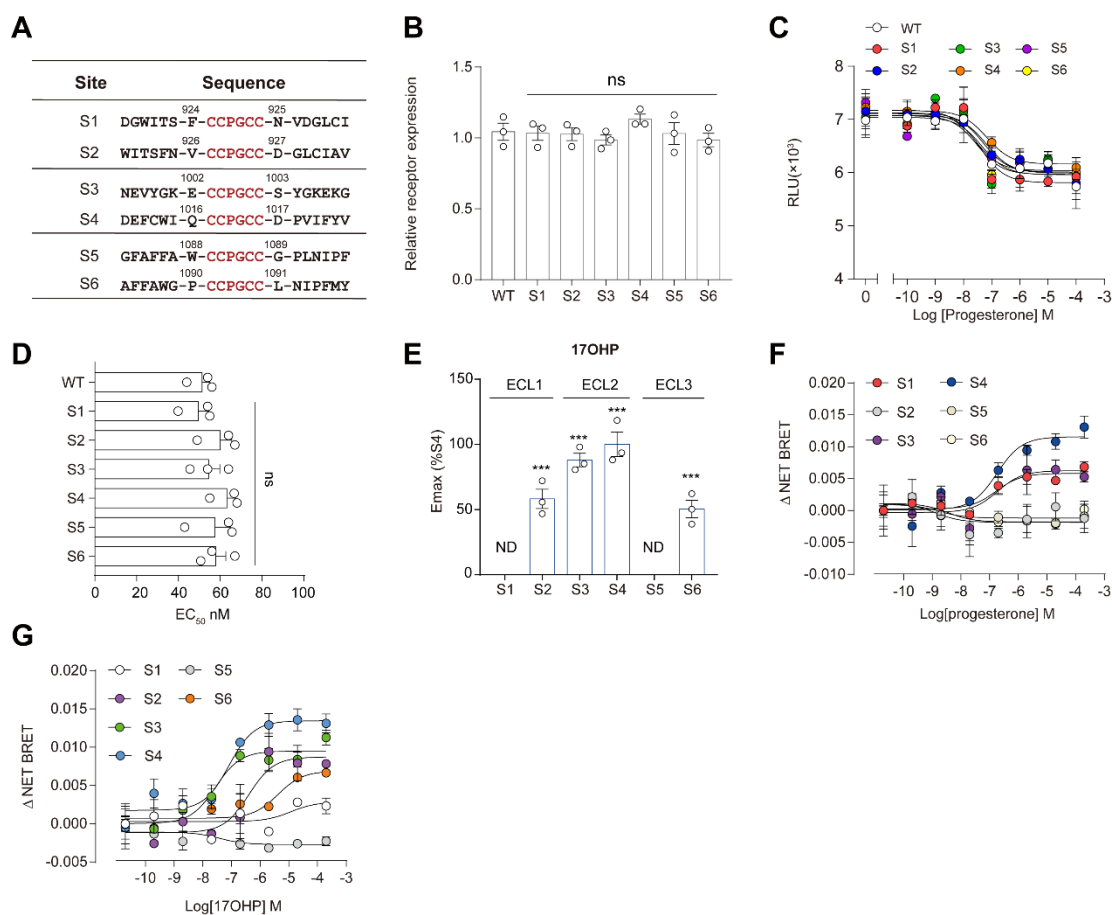 A
Site Sequence
924 925
S1 DGWITS-F-CCPGCC-N-VDGLCI
926 927
S2 WITSFN-V-CCPGCC-D-GLCIAV
1002 1003
S3 NEVYGK-E-CCPGCC-S-YGKEKG
1016 1017
S4 DEFCWI-Q-CCPGCC-D-PVIFYV
1088 1089
S5 GFAFFA-W-CCPGCC-G-PLNIPF
1090 1091
S6 AFFAWG-P-CCPGCC-L-NIPFMY
B
Relative receptor expression
1.5
1.0
0.5
0.0
ns
WT S1 S2 S3 S4 S5 S6
C
WT
S1 S3 S5
S2 S4 S6
RLU(×10³)
8
7
6
5
4
0 -10 -9 -8 -7 -6 -5 -4 -3
Log [Progesterone] M
D
WT
S1
S2
S3
S4
S5
S6
ns
0 20 40 60 80 100
EC₅₀ nM
E
17OHP
Emax (%S4)
150
100
50
0
ECL1 ECL2 ECL3
*** *** *** ***
ND ND
S1 S2 S3 S4 S5 S6
F
S1 S4
S2 S5
S3 S6
Δ NET BRET
0.020
0.015
0.010
0.005
0.000
-0.005
-0.010
-10 -9 -8 -7 -6 -5 -4 -3
Log[progesterone] M
G
S1 S5
S2 S6
S3
S4
Δ NET BRET
0.020
0.015
0.010
0.005
0.000
-0.005
-10 -9 -8 -7 -6 -5 -4 -3
Log[17OHP] M